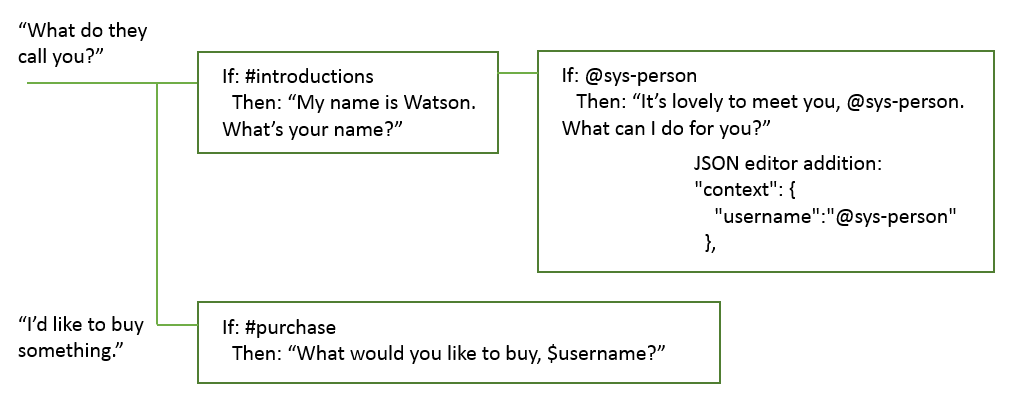 “What do they
call you?”
If: #introductions
Then: “My name is Watson.
What’s your name?”
If: @sys-person
Then: “It’s lovely to meet you, @sys-person.
What can I do for you?”
JSON editor addition:
"context": {
"username":"@sys-person"
},
“I’d like to buy
something.”
If: #purchase
Then: “What would you like to buy, $username?”